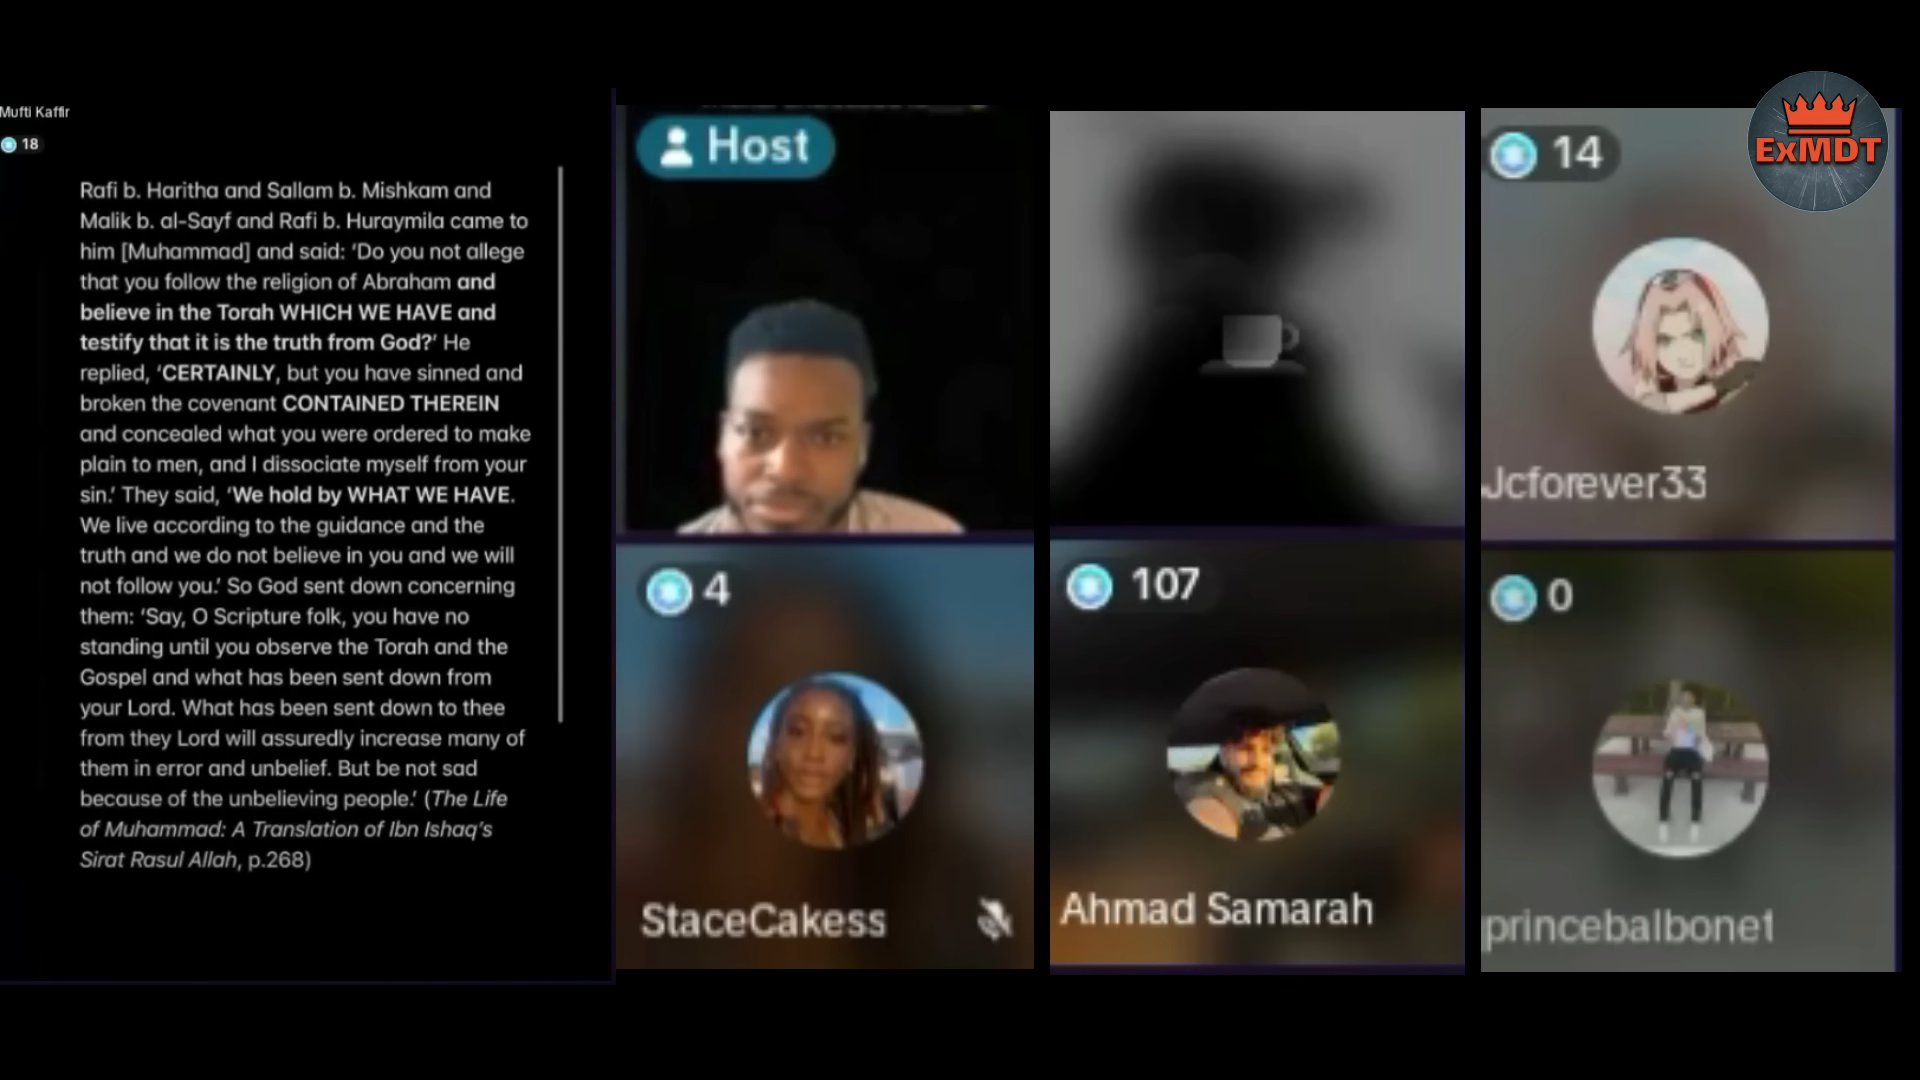 Mufti Kaffir
18
Rafi b. Haritha and Sallam b. Mishkam and
Malik b. al-Sayf and Rafi b. Huraymila came to
him [Muhammad] and said: ‘Do you not allege
that you follow the religion of Abraham and
believe in the Torah WHICH WE HAVE and
testify that it is the truth from God?’ He
replied, ‘CERTAINLY, but you have sinned and
broken the covenant CONTAINED THEREIN
and concealed what you were ordered to make
plain to men, and I dissociate myself from your
sin.’ They said, ‘We hold by WHAT WE HAVE.
We live according to the guidance and the
truth and we do not believe in you and we will
not follow you.’ So God sent down concerning
them: ‘Say, O Scripture folk, you have no
standing until you observe the Torah and the
Gospel and what has been sent down from
your Lord. What has been sent down to thee
from they Lord will assuredly increase many of
them in error and unbelief. But be not sad
because of the unbelieving people.’ (The Life
of Muhammad: A Translation of Ibn Ishaq’s
Sirat Rasul Allah, p.268)
Host
14
ExMDT
Jcforever33
4
StaceCakess
107
Ahmad Samarah
0
princebalbone1